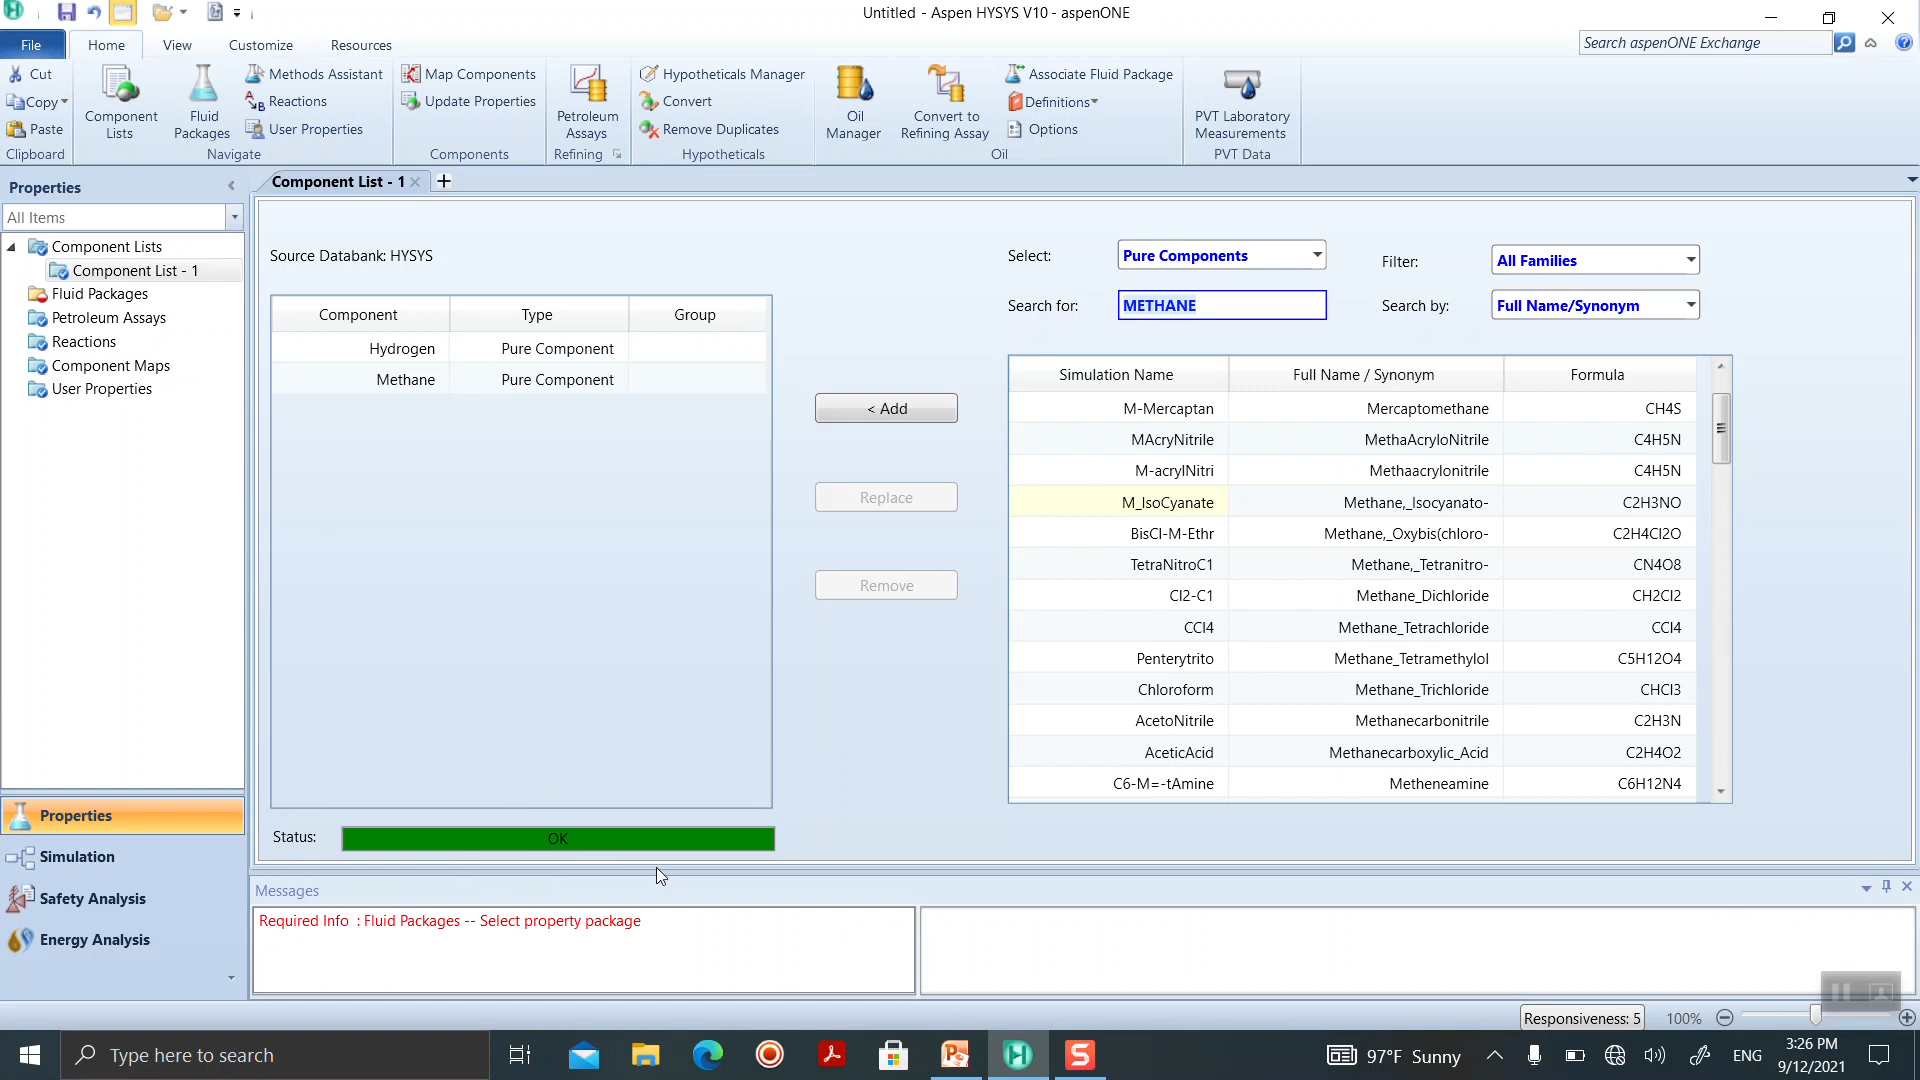 Untitled - Aspen HYSYS V10 - aspenONE
File Home View Customize Resources
Search aspenONE Exchange
Cut
Copy
Paste
Clipboard
Component Lists
Fluid Packages
Methods Assistant
Reactions
User Properties
Navigate
Map Components
Update Properties
Components
Petroleum Assays
Refining
Hypotheticals Manager
Convert
Remove Duplicates
Hypotheticals
Oil Manager
Convert to Refining Assay
Associate Fluid Package
Definitions
Options
Oil
PVT Laboratory Measurements
PVT Data
Properties
All Items
Component Lists
Component List - 1
Fluid Packages
Petroleum Assays
Reactions
Component Maps
User Properties
Properties
Simulation
Safety Analysis
Energy Analysis
Component List - 1
Source Databank: HYSYS
Component Type Group
Hydrogen Pure Component
Methane Pure Component
< Add
Replace
Remove
Select: Pure Components Filter: All Families
Search for: METHANE Search by: Full Name/Synonym
Simulation Name Full Name / Synonym Formula
M-Mercaptan Mercaptomethane CH4S
MAcryNitrile MethaAcryloNitrile C4H5N
M-acrylNitri Methaacrylonitrile C4H5N
M_IsoCyanate Methane,_Isocyanato- C2H3NO
BisCl-M-Ethr Methane,_Oxybis(chloro- C2H4Cl2O
TetraNitroC1 Methane,_Tetranitro- CN4O8
Cl2-C1 Methane_Dichloride CH2Cl2
CCl4 Methane_Tetrachloride CCl4
Penterytrito Methane_Tetramethylol C5H12O4
Chloroform Methane_Trichloride CHCl3
AcetoNitrile Methanecarbonitrile C2H3N
AceticAcid Methanecarboxylic_Acid C2H4O2
C6-M=-tAmine Metheneamine C6H12N4
Status: OK
Messages
Required Info : Fluid Packages -- Select property package
Responsiveness: 5 100%
Type here to search
97°F Sunny
ENG
3:26 PM
9/12/2021